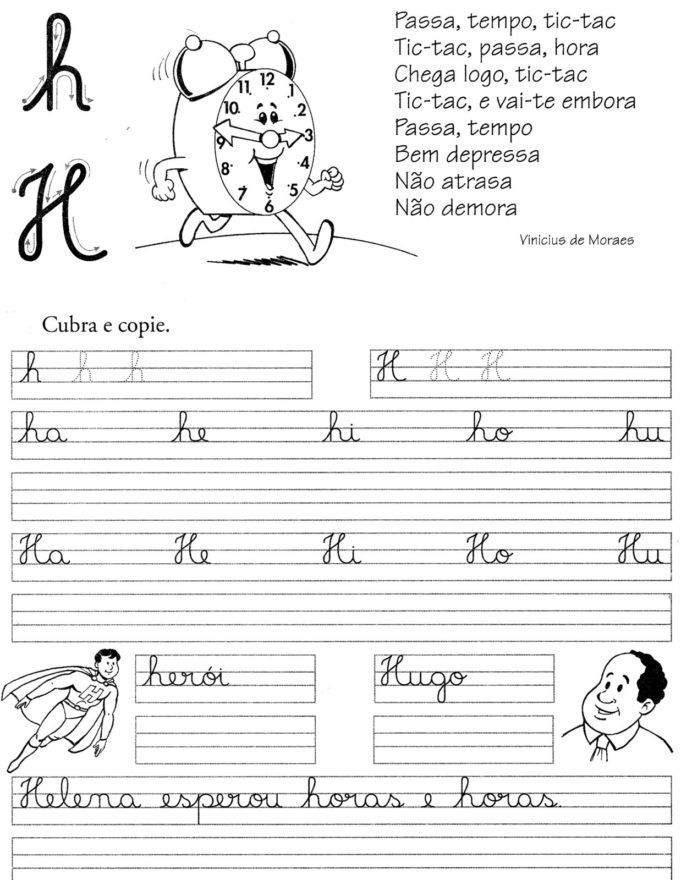 h
H
12
11 1
10 2
9 3
8 4
7 5
6
Passa, tempo, tic-tac
Tic-tac, passa, hora
Chega logo, tic-tac
Tic-tac, e vai-te embora
Passa, tempo
Bem depressa
Não atrasa
Não demora
Vinicius de Moraes
Cubra e copie.
h h h H H H
ha he hi ho hu
Ha He Hi Ho Hu
H
herói Hugo
Helena esperou horas e horas.